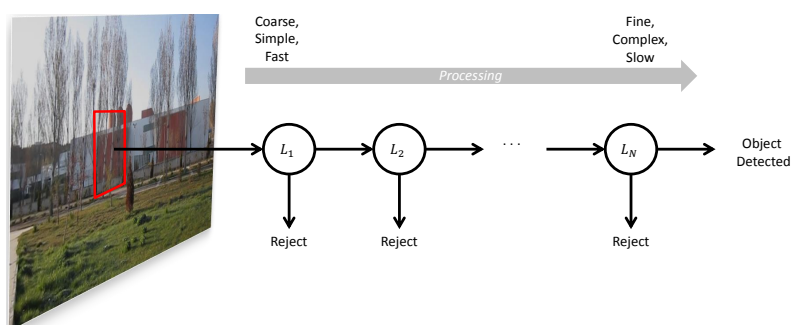 Coarse,
Simple,
Fast
Fine,
Complex,
Slow
Processing
L1
L2
. . .
LN
Object
Detected
Reject
Reject
Reject